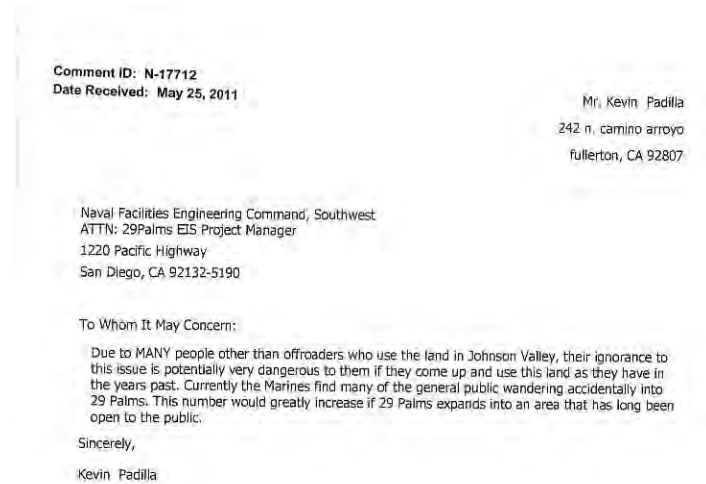 Comment ID: N-17712
Date Received: May 25, 2011
Mr. Kevin Padilla
242 n. camino arroyo
fullerton, CA 92807
Naval Facilities Engineering Command, Southwest
ATTN: 29Palms EIS Project Manager
1220 Pacific Highway
San Diego, CA 92132-5190
To Whom It May Concern:
Due to MANY people other than offroaders who use the land in Johnson Valley, their ignorance to
this issue is potentially very dangerous to them if they come up and use this land as they have in
the years past. Currently the Marines find many of the general public wandering accidentally into
29 Palms. This number would greatly increase if 29 Palms expands into an area that has long been
open to the public.
Sincerely,
Kevin Padilla